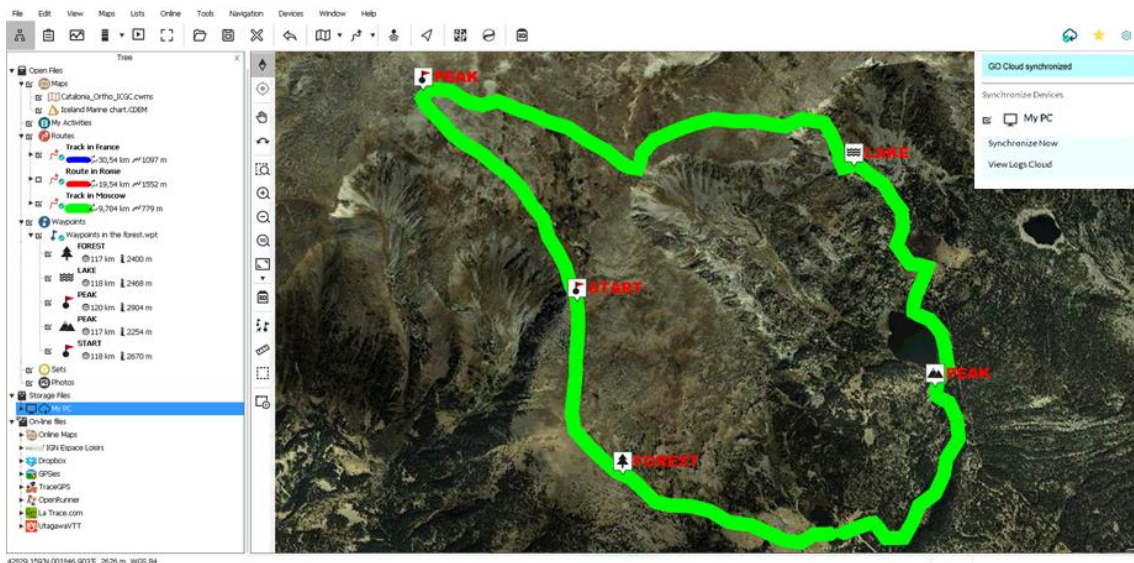 File Edit View Maps Lists Online Tools Navigation Devices Window Help
Tree X
Open Files
Maps
Catalonia_Ortho_ICGC.cwms
Iceland Marine chart.CDEM
My Activities
Routes
Track in France
30,54 km 1097 m
Route in Rome
19,54 km 1552 m
Track in Moscow
9,704 km 779 m
Waypoints
Waypoints in the forest.wpt
FOREST
117 km 2400 m
LAKE
118 km 2468 m
PEAK
120 km 2904 m
PEAK
117 km 2254 m
START
118 km 2670 m
Sets
Photos
Storage Files
My PC
On-line files
Online Maps
IGN Espace Loisirs
Dropbox
GPSies
TraceGPS
OpenRunner
La Trace.com
UtagawaVTT
PEAK
LAKE
START
PEAK
FOREST
GO Cloud synchronized
Synchronize Devices
My PC
Synchronize Now
View Logs Cloud
2676 m, WGS 84